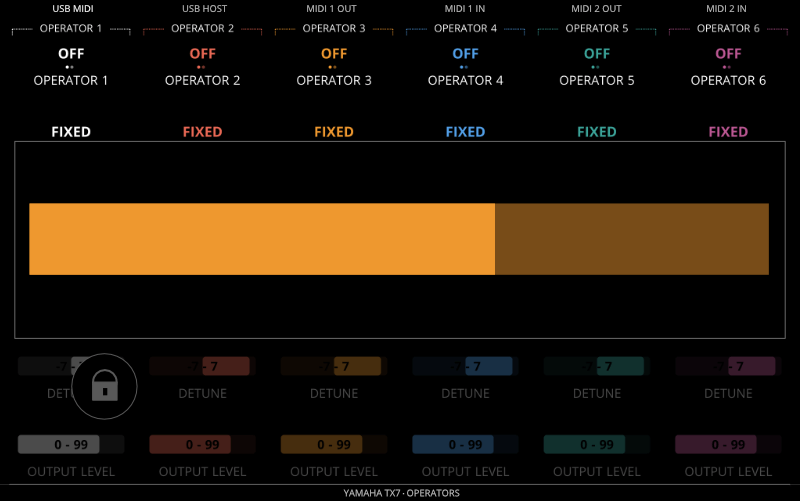 USB MIDI USB HOST MIDI 1 OUT MIDI 1 IN MIDI 2 OUT MIDI 2 IN
OPERATOR 1 OPERATOR 2 OPERATOR 3 OPERATOR 4 OPERATOR 5 OPERATOR 6
OFF OFF OFF OFF OFF OFF
OPERATOR 1 OPERATOR 2 OPERATOR 3 OPERATOR 4 OPERATOR 5 OPERATOR 6
FIXED FIXED FIXED FIXED FIXED FIXED
-7 - 7 -7 - 7 -7 - 7 -7 - 7 -7 - 7
DETUNE DETUNE DETUNE DETUNE DETUNE
0 - 99 0 - 99 0 - 99 0 - 99 0 - 99 0 - 99
OUTPUT LEVEL OUTPUT LEVEL OUTPUT LEVEL OUTPUT LEVEL OUTPUT LEVEL OUTPUT LEVEL
YAMAHA TX7 · OPERATORS